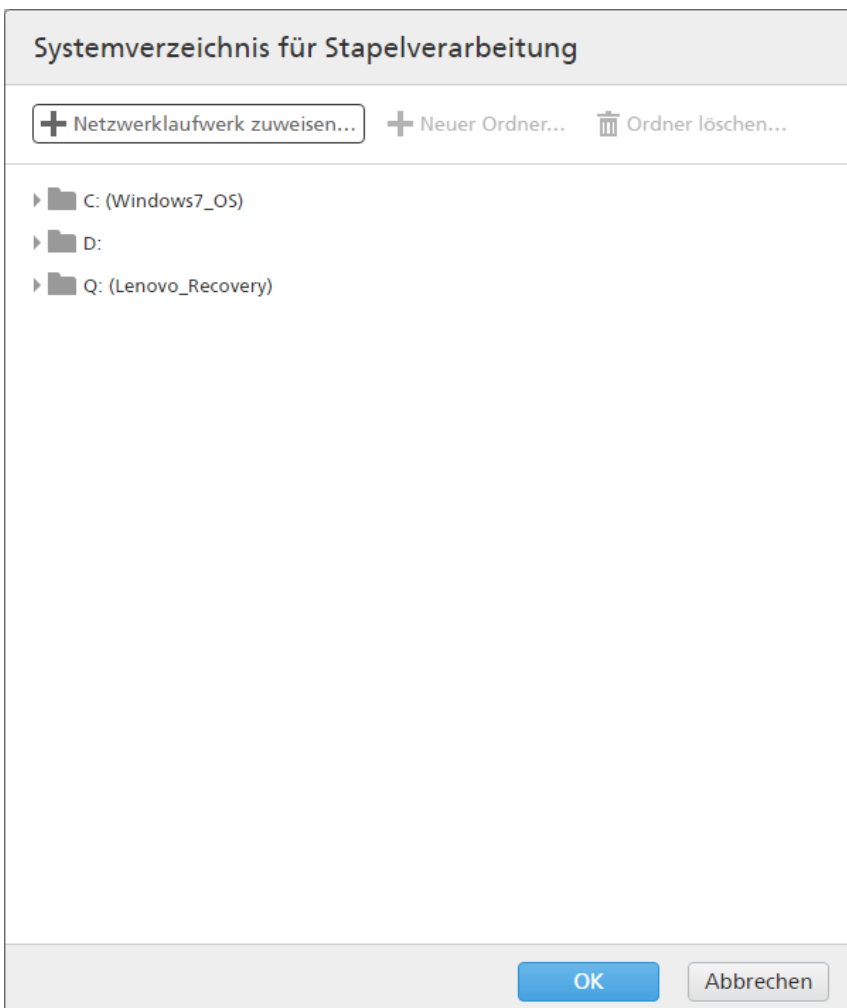 Systemverzeichnis für Stapelverarbeitung
Netzwerklaufwerk zuweisen... Neuer Ordner... Ordner löschen...
C: (Windows7_OS)
D:
Q: (Lenovo_Recovery)
OK Abbrechen